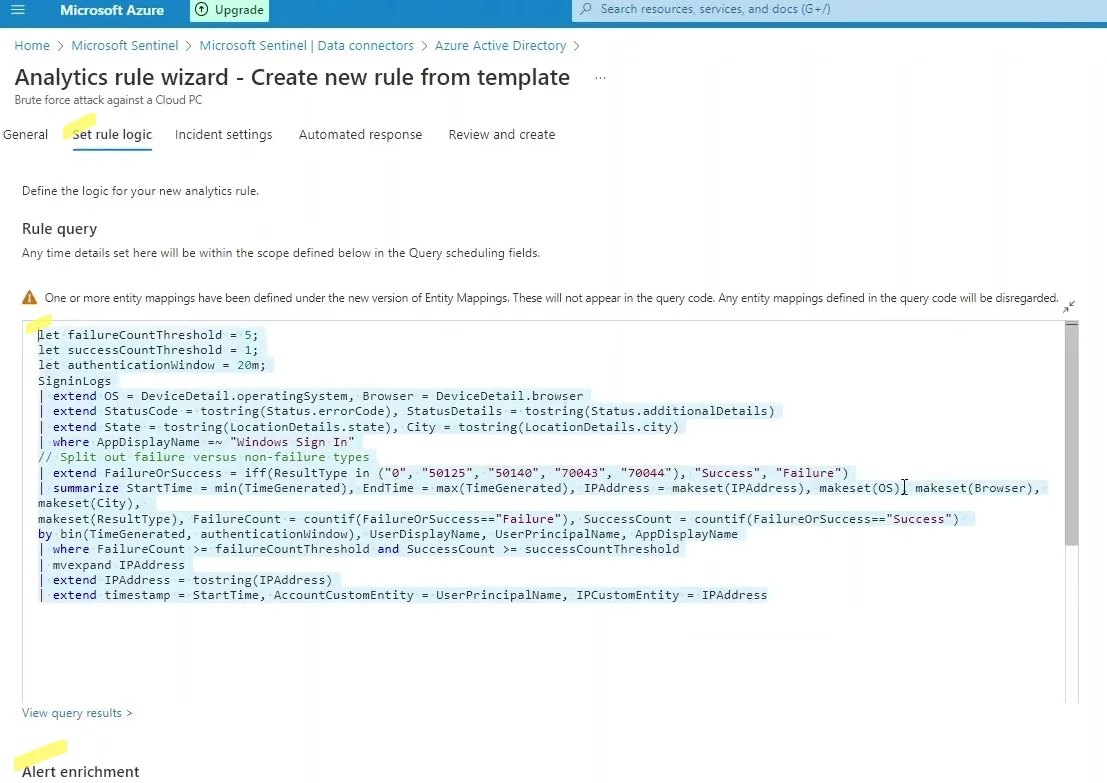 Microsoft Azure
Upgrade
Search resources, services, and docs (G+/)
Home > Microsoft Sentinel > Microsoft Sentinel | Data connectors > Azure Active Directory >
Analytics rule wizard - Create new rule from template ...
Brute force attack against a Cloud PC
General Set rule logic Incident settings Automated response Review and create
Define the logic for your new analytics rule.
Rule query
Any time details set here will be within the scope defined below in the Query scheduling fields.
One or more entity mappings have been defined under the new version of Entity Mappings. These will not appear in the query code. Any entity mappings defined in the query code will be disregarded.
let failureCountThreshold = 5;
let successCountThreshold = 1;
let authenticationWindow = 20m;
SigninLogs
| extend OS = DeviceDetail.operatingSystem, Browser = DeviceDetail.browser
| extend StatusCode = tostring(Status.errorCode), StatusDetails = tostring(Status.additionalDetails)
| extend State = tostring(LocationDetails.state), City = tostring(LocationDetails.city)
| where AppDisplayName =~ "Windows Sign In"
// Split out failure versus non-failure types
| extend FailureOrSuccess = iff(ResultType in ("0", "50125", "50140", "70043", "70044"), "Success", "Failure")
| summarize StartTime = min(TimeGenerated), EndTime = max(TimeGenerated), IPAddress = makeset(IPAddress), makeset(OS), makeset(Browser),
makeset(City),
makeset(ResultType), FailureCount = countif(FailureOrSuccess=="Failure"), SuccessCount = countif(FailureOrSuccess=="Success")
by bin(TimeGenerated, authenticationWindow), UserDisplayName, UserPrincipalName, AppDisplayName
| where FailureCount >= failureCountThreshold and SuccessCount >= successCountThreshold
| mvexpand IPAddress
| extend IPAddress = tostring(IPAddress)
| extend timestamp = StartTime, AccountCustomEntity = UserPrincipalName, IPCustomEntity = IPAddress
View query results >
Alert enrichment